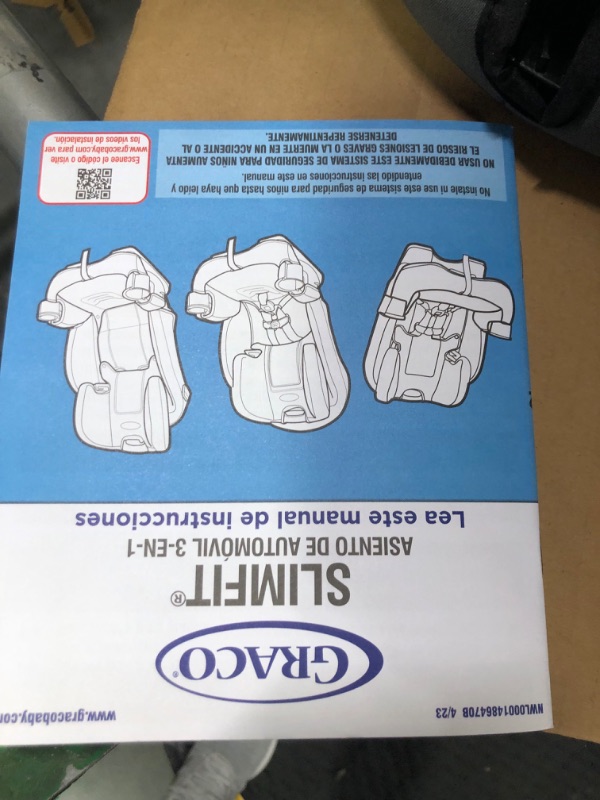 NWL0001486470B 4/23
www.gracobaby.com
GRACO®
SLIMFIT®
ASIENTO DE AUTOMÓVIL 3-EN-1
Lea este manual de instrucciones
No instale ni use este sistema de seguridad para niños hasta que haya leído y
entendido las instrucciones en este manual.
NO USAR DEBIDAMENTE ESTE SISTEMA DE SEGURIDAD PARA NIÑOS AUMENTA
EL RIESGO DE LESIONES GRAVES O LA MUERTE EN UN ACCIDENTE O AL
DETENERSE REPENTINAMENTE.
Escanee el código o visite
www.gracobaby.com para ver
los videos de instalación.